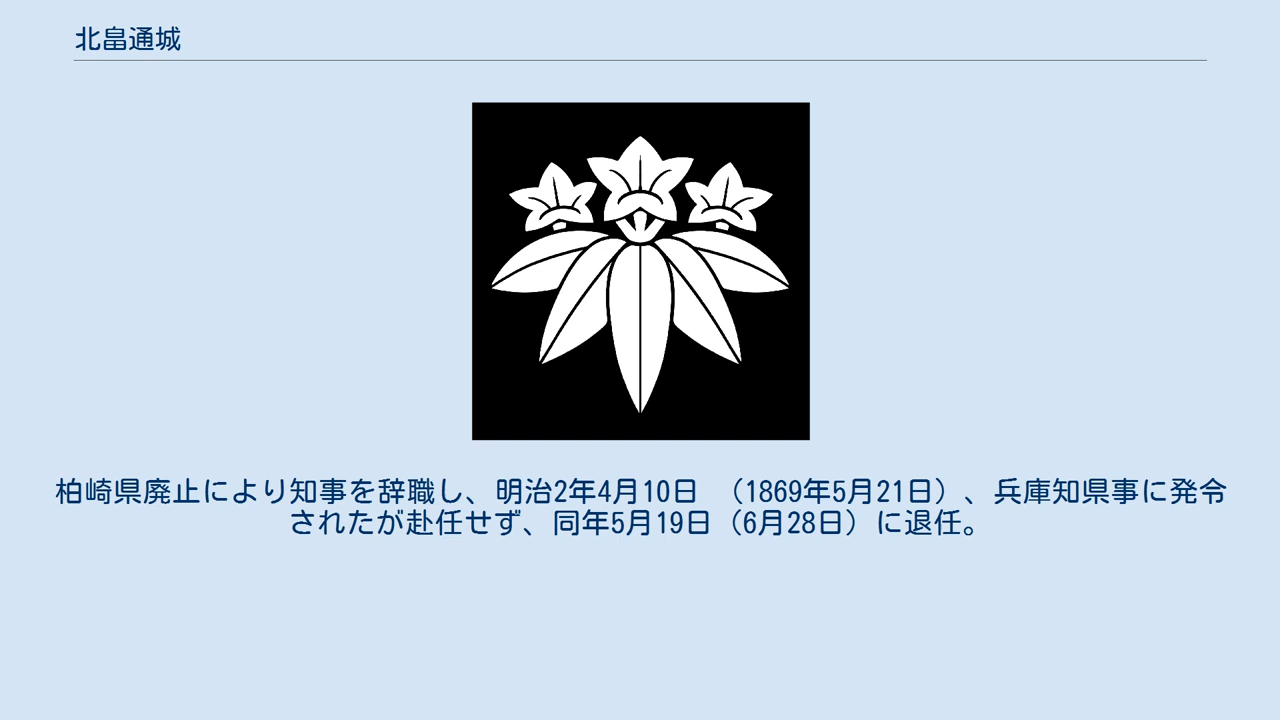 北畠通城
柏崎県廃止により知事を辞職し、明治2年4月10日 （1869年5月21日）、兵庫知県事に発令
されたが赴任せず、同年5月19日（6月28日）に退任。